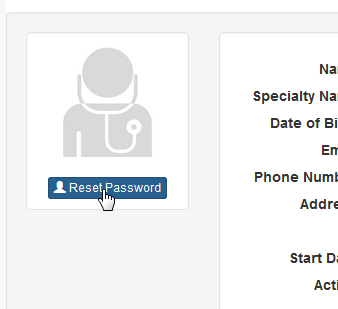 Reset Password
Na
Specialty Na
Date of Bi
Em
Phone Numb
Addre
Start Da
Acti